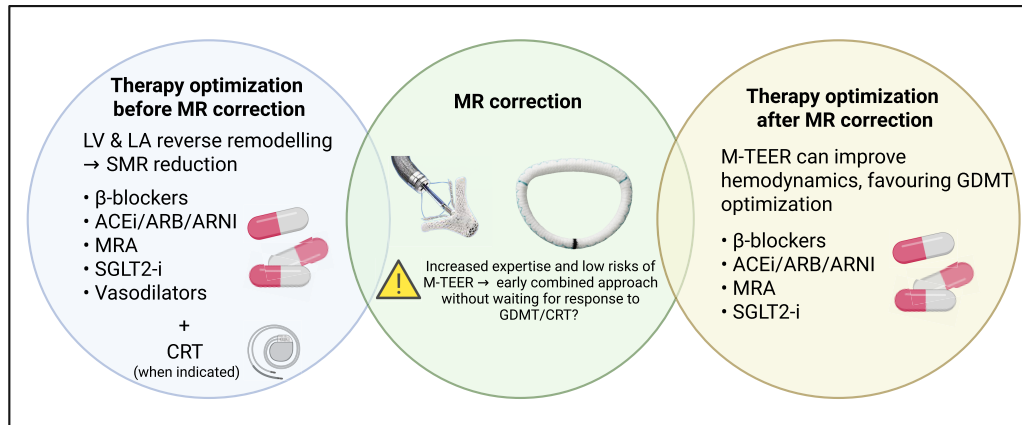 Therapy optimization
before MR correction
LV & LA reverse remodelling
→ SMR reduction
• β-blockers
• ACEi/ARB/ARNI
• MRA
• SGLT2-i
• Vasodilators
+
CRT
(when indicated)
MR correction
Increased expertise and low risks of
M-TEER → early combined approach
without waiting for response to
GDMT/CRT?
Therapy optimization
after MR correction
M-TEER can improve
hemodynamics, favouring GDMT
optimization
• β-blockers
• ACEi/ARB/ARNI
• MRA
• SGLT2-i